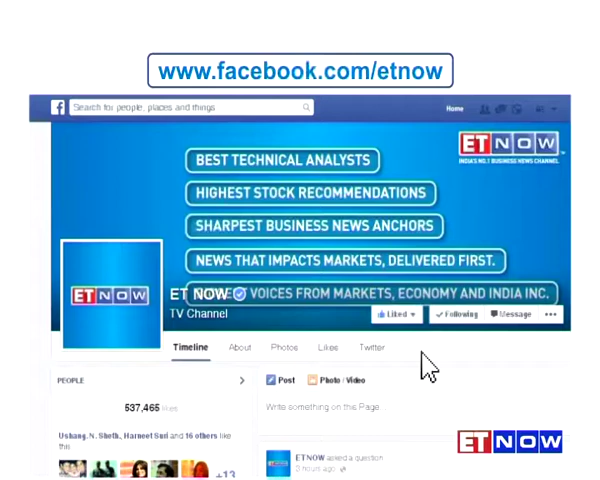 www.facebook.com/etnow
Search for people, places and things
Home
ET NOW
INDIA'S NO.1 BUSINESS NEWS CHANNEL
BEST TECHNICAL ANALYSTS
HIGHEST STOCK RECOMMENDATIONS
SHARPEST BUSINESS NEWS ANCHORS
NEWS THAT IMPACTS MARKETS, DELIVERED FIRST.
VOICES FROM MARKETS, ECONOMY AND INDIA INC.
ET NOW
ET NOW
TV Channel
Liked
Following
Message
Timeline About Photos Likes Twitter
PEOPLE
537,465 likes
Ushang. N. Sheth., Harneet Suri and 16 others like
this
+13
Post Photo / Video
Write something on this Page
ETNOW asked a question
3 hours ago
ET NOW